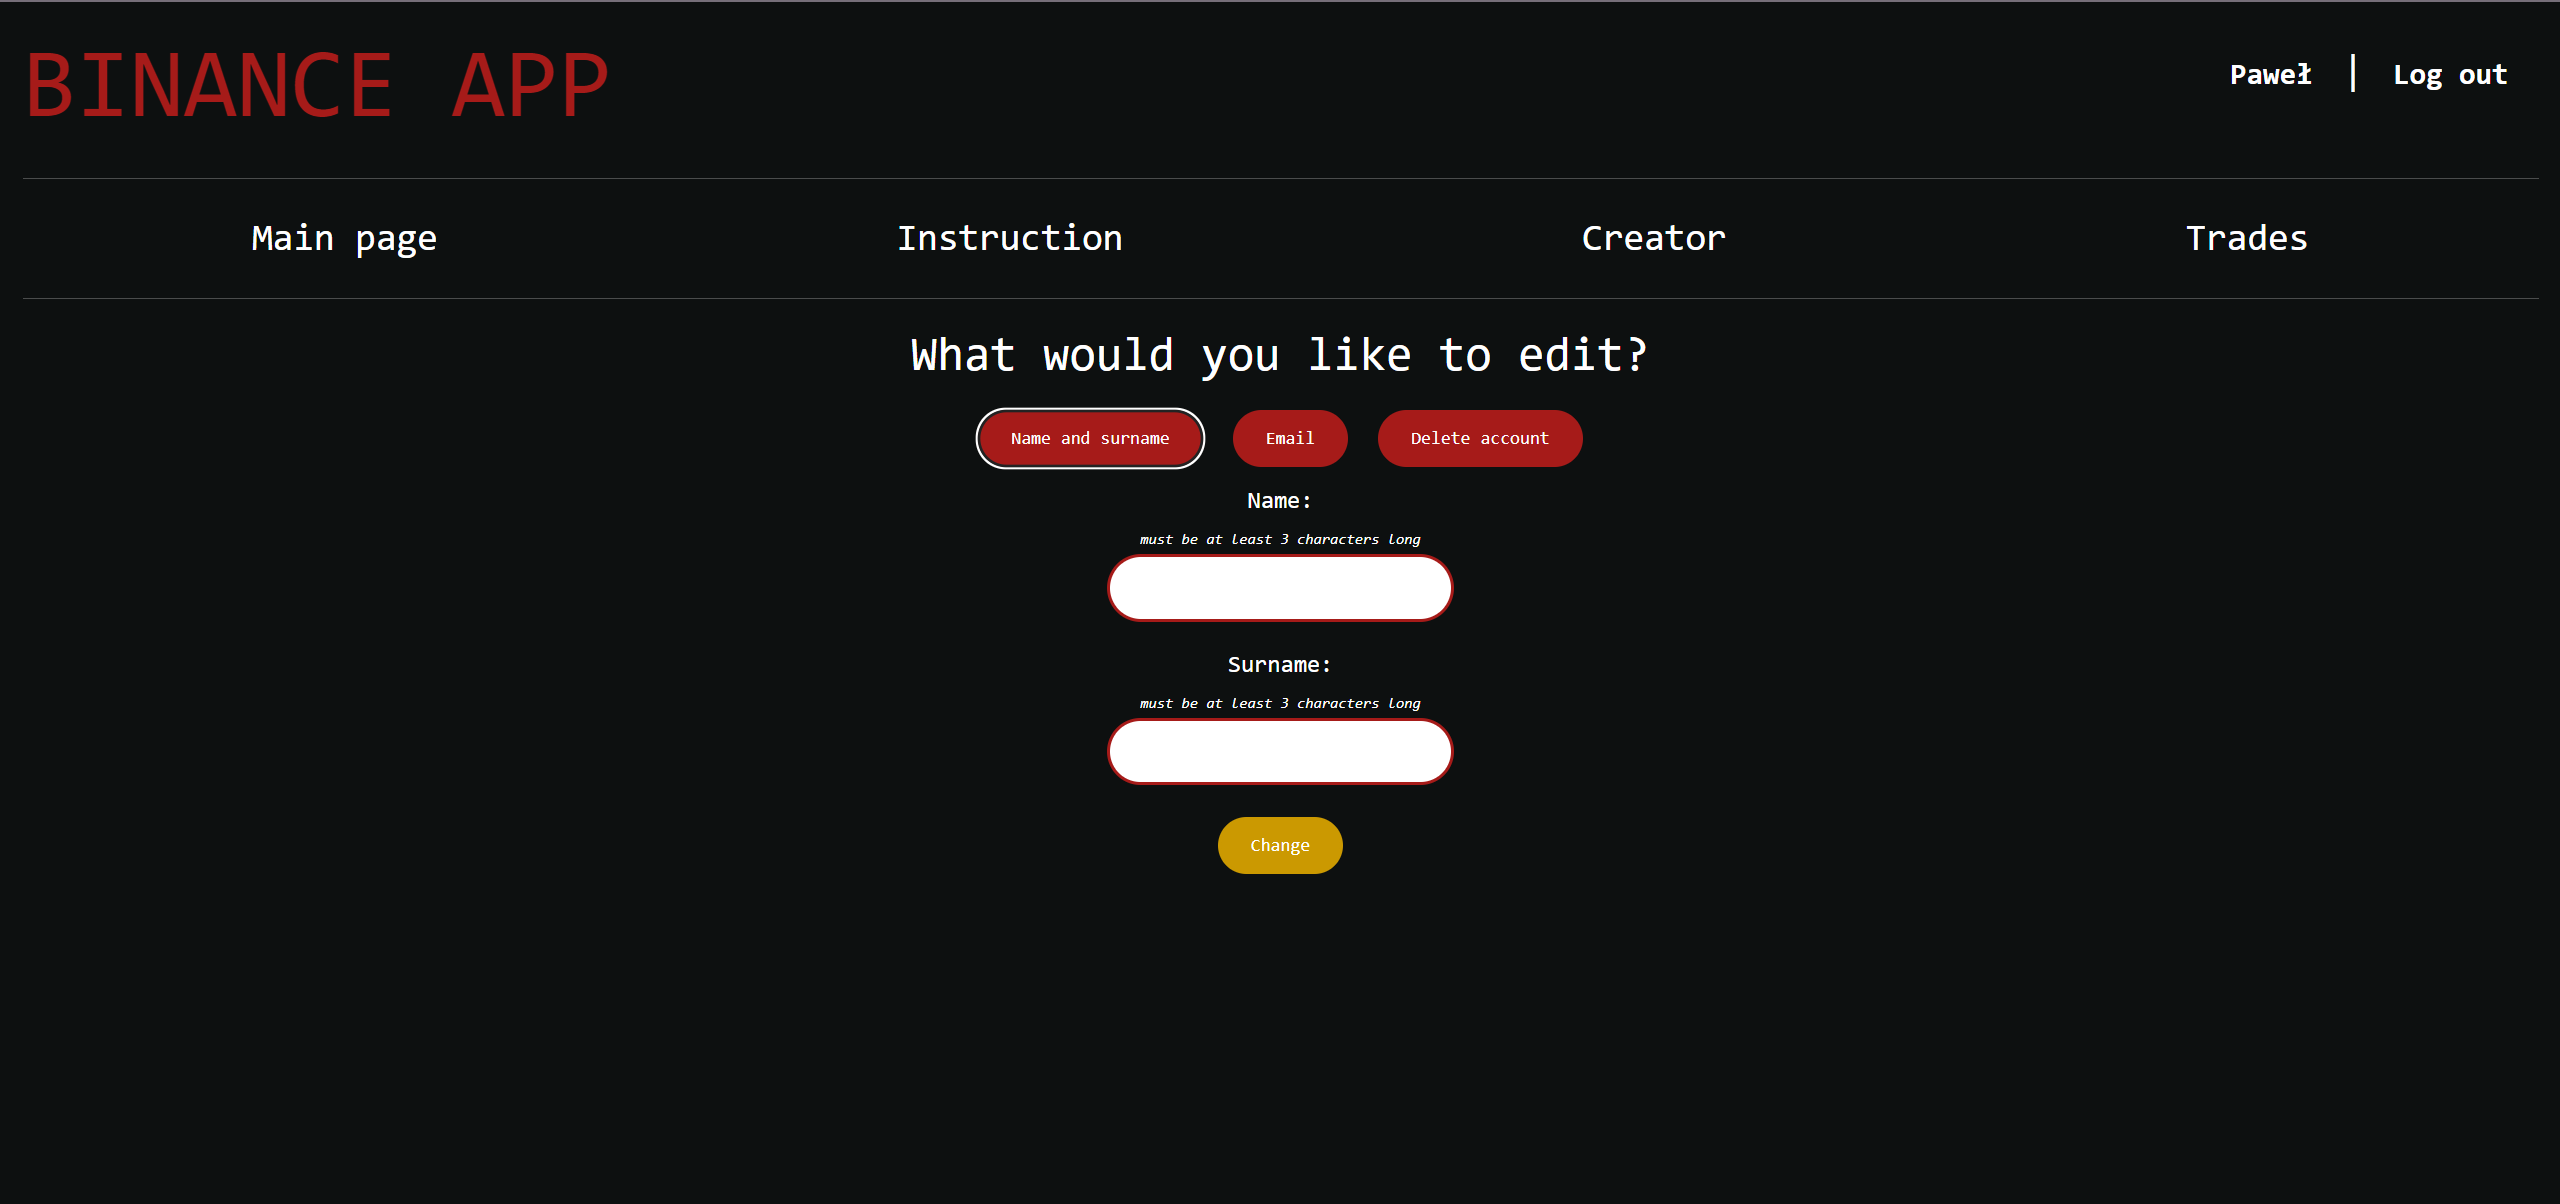 BINANCE APP
Paweł | Log out
Main page Instruction Creator Trades
What would you like to edit?
Name and surname Email Delete account
Name:
must be at least 3 characters long
Surname:
must be at least 3 characters long
Change